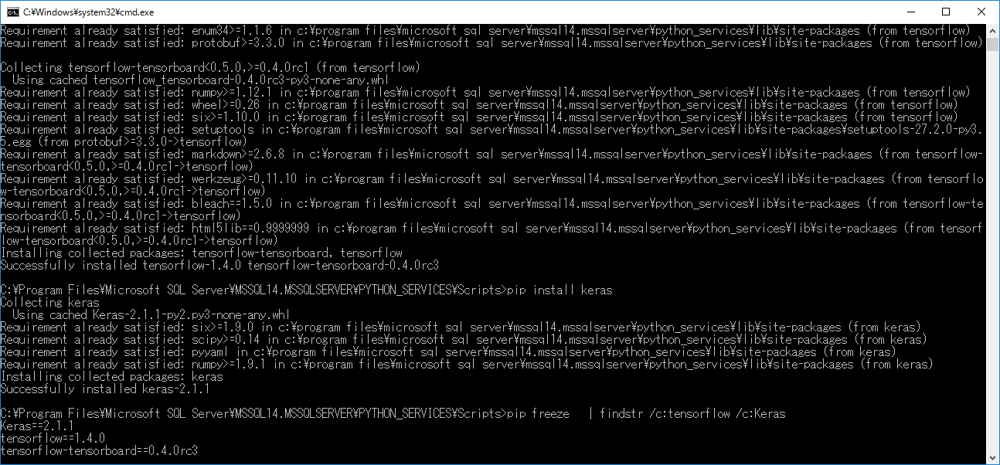 C:¥Windows¥system32¥cmd.exe
Requirement already satisfied: enum34>=1.1.6 in c:¥program files¥microsoft sql server¥mssql14.mssqlserver¥python_services¥lib¥site-packages (from tensorflow)
Requirement already satisfied: protobuf>=3.3.0 in c:¥program files¥microsoft sql server¥mssql14.mssqlserver¥python_services¥lib¥site-packages (from tensorflow)
Collecting tensorflow-tensorboard<0.5.0,>=0.4.0rc1 (from tensorflow)
Using cached tensorflow_tensorboard-0.4.0rc3-py3-none-any.whl
Requirement already satisfied: numpy>=1.12.1 in c:¥program files¥microsoft sql server¥mssql14.mssqlserver¥python_services¥lib¥site-packages (from tensorflow)
Requirement already satisfied: wheel>=0.26 in c:¥program files¥microsoft sql server¥mssql14.mssqlserver¥python_services¥lib¥site-packages (from tensorflow)
Requirement already satisfied: six>=1.10.0 in c:¥program files¥microsoft sql server¥mssql14.mssqlserver¥python_services¥lib¥site-packages (from tensorflow)
Requirement already satisfied: setuptools in c:¥program files¥microsoft sql server¥mssql14.mssqlserver¥python_services¥lib¥site-packages¥setuptools-27.2.0-py3.
5.egg (from protobuf>=3.3.0->tensorflow)
Requirement already satisfied: markdown>=2.6.8 in c:¥program files¥microsoft sql server¥mssql14.mssqlserver¥python_services¥lib¥site-packages (from tensorflow-
tensorboard<0.5.0,>=0.4.0rc1->tensorflow)
Requirement already satisfied: werkzeug>=0.11.10 in c:¥program files¥microsoft sql server¥mssql14.mssqlserver¥python_services¥lib¥site-packages (from tensorflo
w-tensorboard<0.5.0,>=0.4.0rc1->tensorflow)
Requirement already satisfied: bleach==1.5.0 in c:¥program files¥microsoft sql server¥mssql14.mssqlserver¥python_services¥lib¥site-packages (from tensorflow-te
nsorboard<0.5.0,>=0.4.0rc1->tensorflow)
Requirement already satisfied: html5lib==0.9999999 in c:¥program files¥microsoft sql server¥mssql14.mssqlserver¥python_services¥lib¥site-packages (from tensorf
low-tensorboard<0.5.0,>=0.4.0rc1->tensorflow)
Installing collected packages: tensorflow-tensorboard, tensorflow
Successfully installed tensorflow-1.4.0 tensorflow-tensorboard-0.4.0rc3
C:¥Program Files¥Microsoft SQL Server¥MSSQL14.MSSQLSERVER¥PYTHON_SERVICES¥Scripts>pip install keras
Collecting keras
Using cached Keras-2.1.1-py2.py3-none-any.whl
Requirement already satisfied: six>=1.9.0 in c:¥program files¥microsoft sql server¥mssql14.mssqlserver¥python_services¥lib¥site-packages (from keras)
Requirement already satisfied: scipy>=0.14 in c:¥program files¥microsoft sql server¥mssql14.mssqlserver¥python_services¥lib¥site-packages (from keras)
Requirement already satisfied: pyyaml in c:¥program files¥microsoft sql server¥mssql14.mssqlserver¥python_services¥lib¥site-packages (from keras)
Requirement already satisfied: numpy>=1.9.1 in c:¥program files¥microsoft sql server¥mssql14.mssqlserver¥python_services¥lib¥site-packages (from keras)
Installing collected packages: keras
Successfully installed keras-2.1.1
C:¥Program Files¥Microsoft SQL Server¥MSSQL14.MSSQLSERVER¥PYTHON_SERVICES¥Scripts>pip freeze | findstr /c:tensorflow /c:Keras
Keras==2.1.1
tensorflow==1.4.0
tensorflow-tensorboard==0.4.0rc3